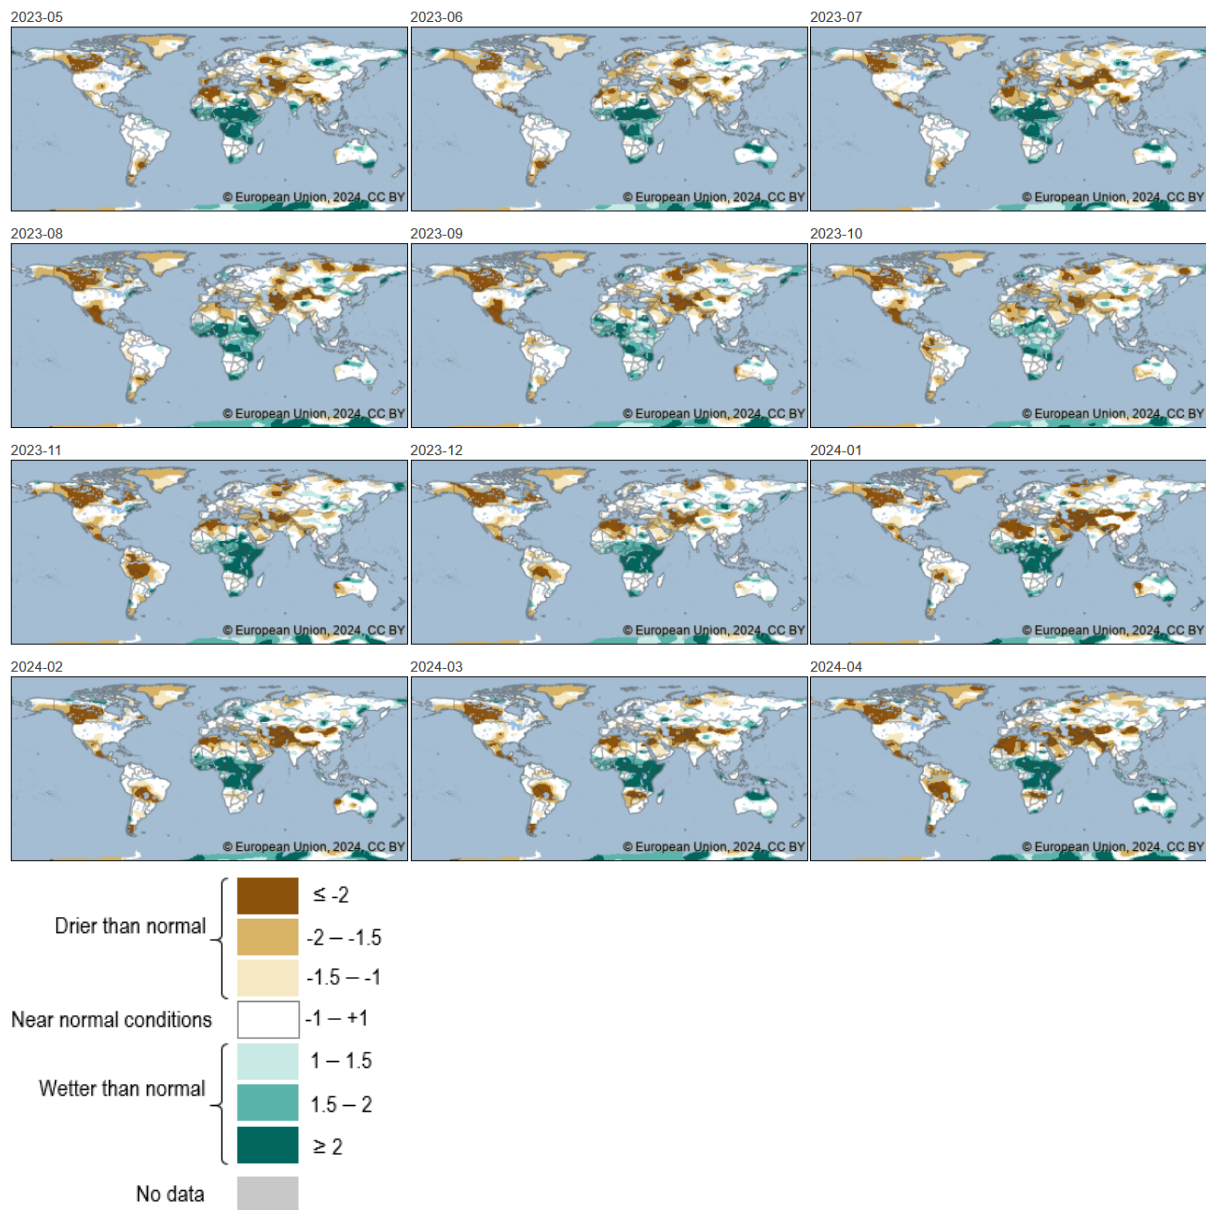 2023-05
2023-06
2023-07
© European Union, 2024, CC BY
© European Union, 2024, CC BY
© European Union, 2024, CC BY
2023-08
2023-09
2023-10
© European Union, 2024, CC BY
© European Union, 2024, CC BY
© European Union, 2024, CC BY
2023-11
2023-12
2024-01
© European Union, 2024, CC BY
© European Union, 2024, CC BY
© European Union, 2024, CC BY
2024-02
2024-03
2024-04
© European Union, 2024, CC BY
© European Union, 2024, CC BY
© European Union, 2024, CC BY
Drier than normal
≤ -2
-2 – -1.5
-1.5 – -1
Near normal conditions
-1 – +1
Wetter than normal
1 – 1.5
1.5 – 2
≥ 2
No data